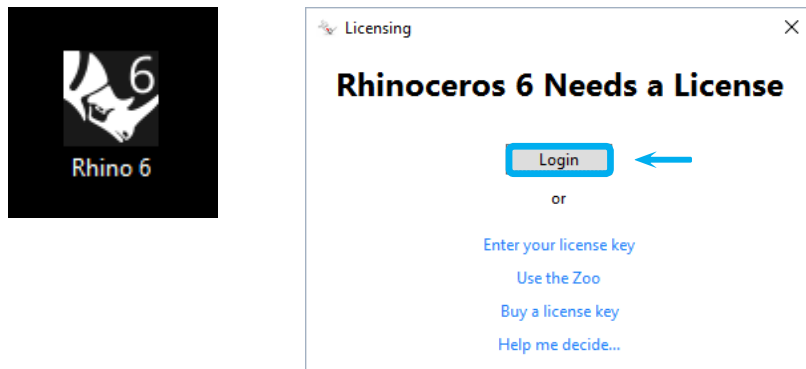 6
Rhino 6
Licensing
Rhinoceros 6 Needs a License
Login
or
Enter your license key
Use the Zoo
Buy a license key
Help me decide...